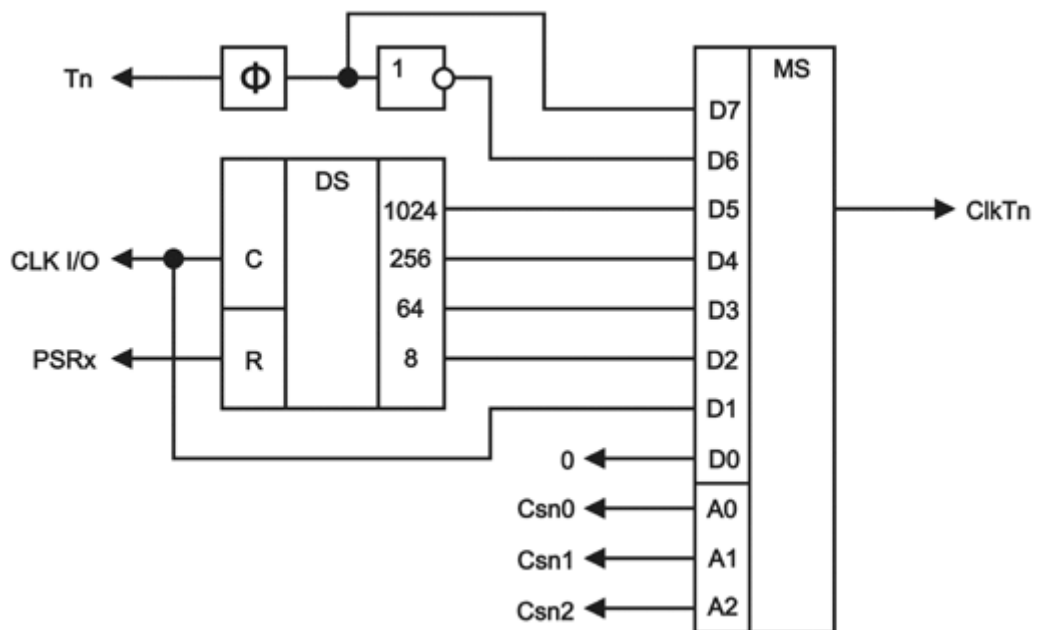 Tn
Φ
1
MS
D7
D6
DS
1024
D5
ClkTn
CLK I/O
C
256
D4
64
D3
PSRx
R
8
D2
D1
0
D0
Csn0
A0
Csn1
A1
Csn2
A2